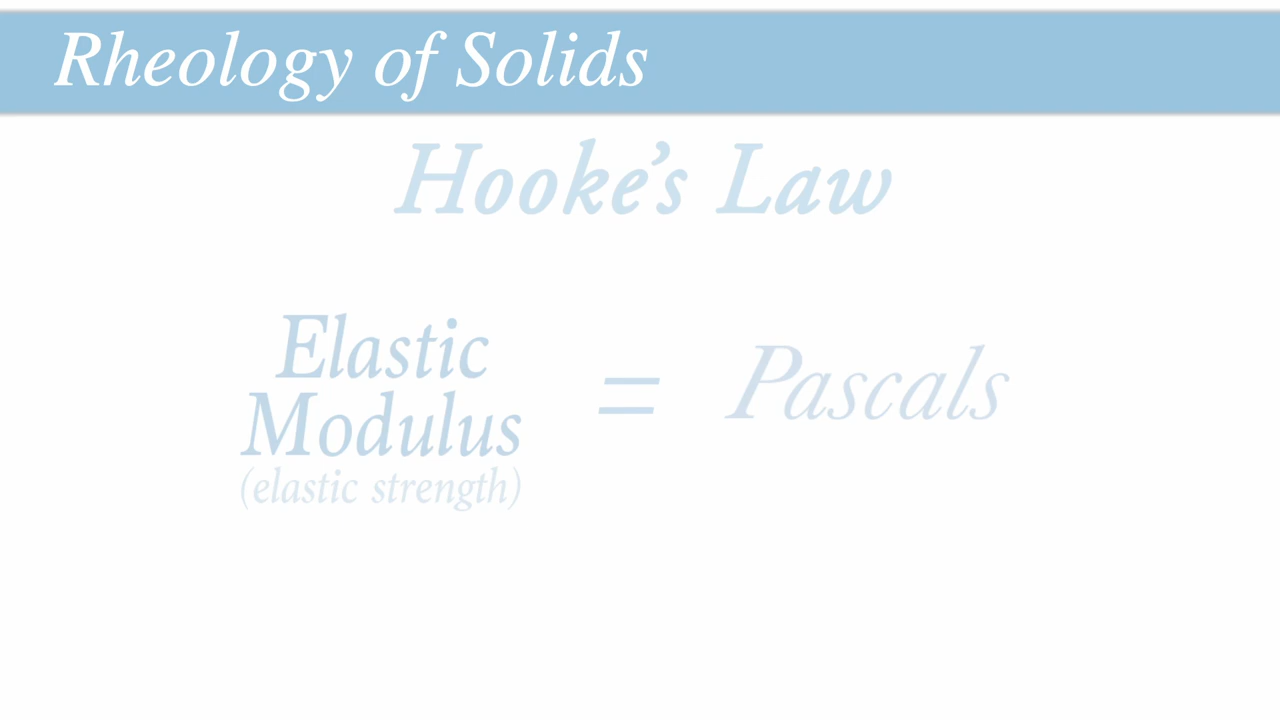 Rheology of Solids
Hooke’s Law
Elastic
Modulus
= Pascals
(elastic strength)